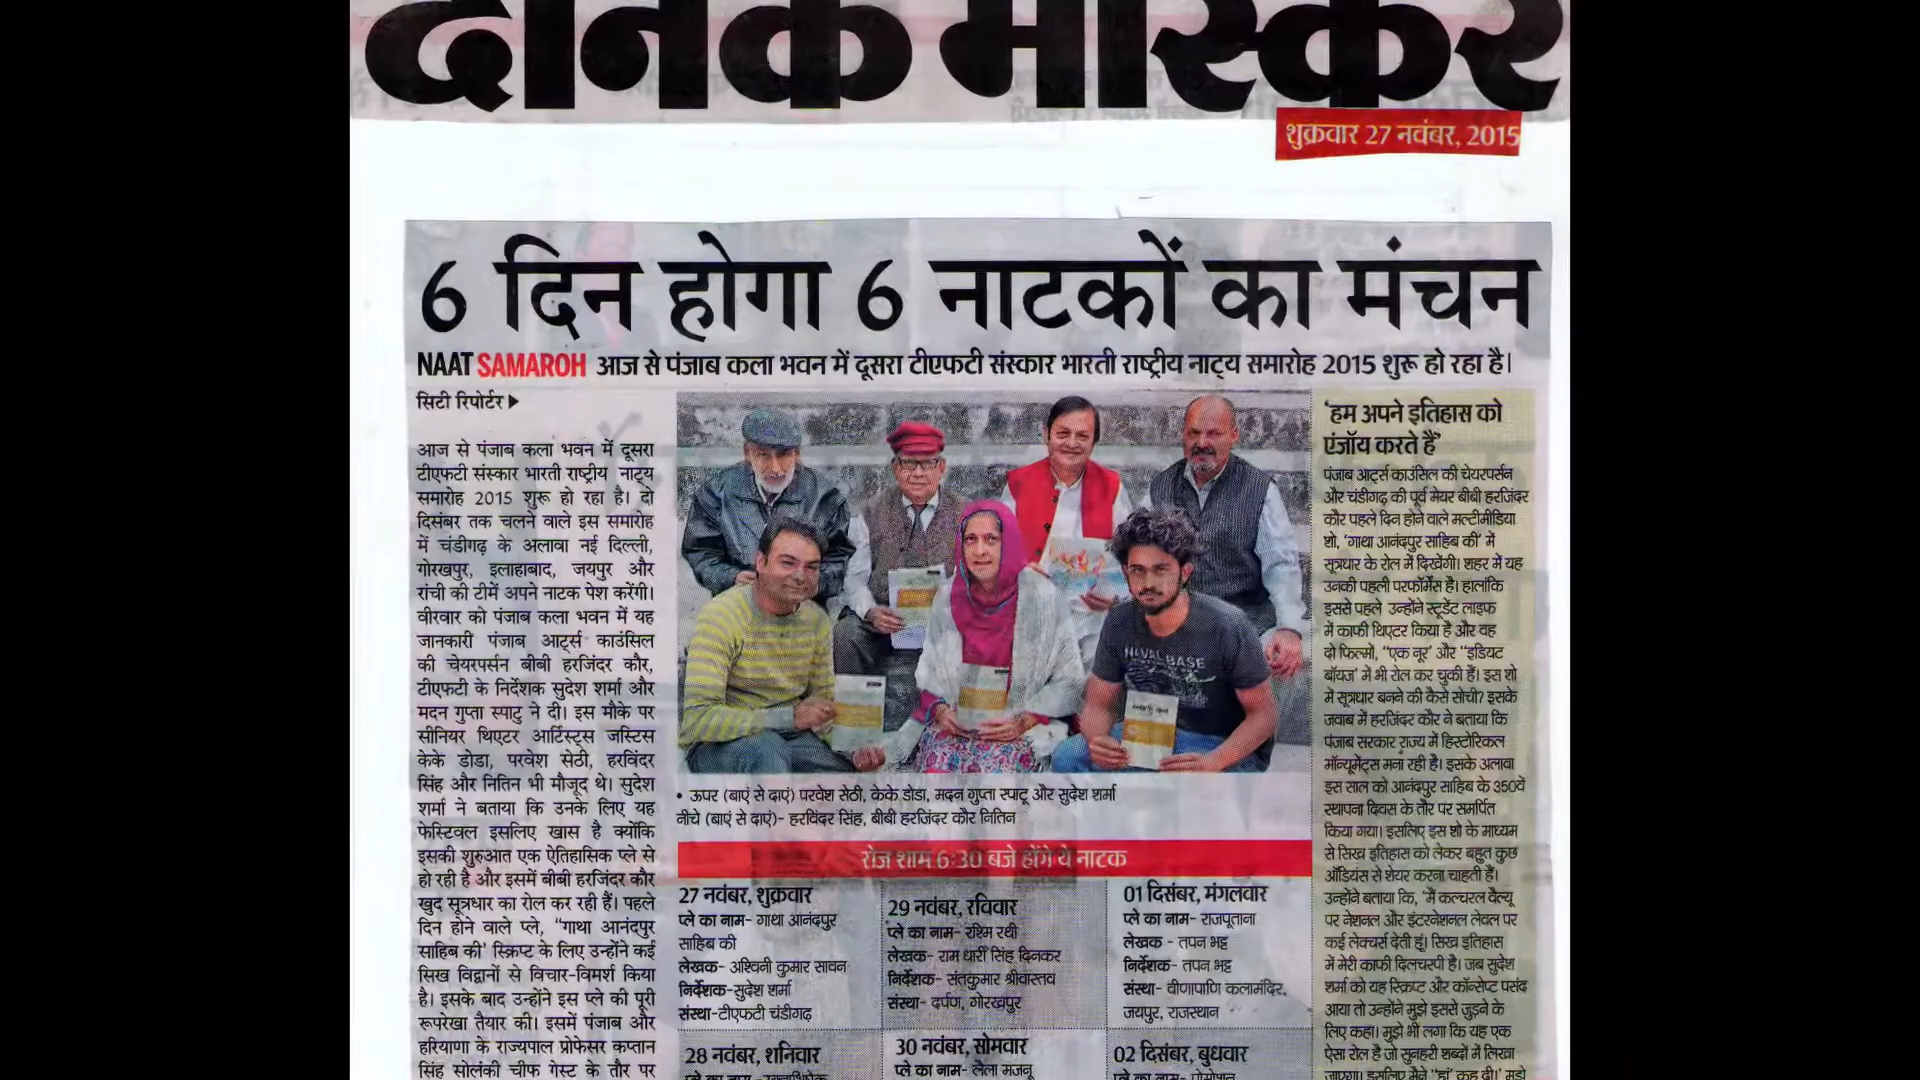 दैनिक भास्कर
शुक्रवार 27 नवंबर, 2015
6 दिन होगा 6 नाटकों का मंचन
NAAT SAMAROH आज से पंजाब कला भवन में दूसरा टीएफटी संस्कार भारती राष्ट्रीय नाट्य समारोह 2015 शुरू हो रहा है।
सिटी रिपोर्टर
आज से पंजाब कला भवन में दूसरा
टीएफटी संस्कार भारती राष्ट्रीय नाट्य
समारोह 2015 शुरू हो रहा है। दो
दिसंबर तक चलने वाले इस समारोह
में चंडीगढ़ के अलावा नई दिल्ली,
गोरखपुर, इलाहाबाद, जयपुर और
रांची की टीमें अपने नाटक पेश करेंगी।
वीरवार को पंजाब कला भवन में यह
जानकारी पंजाब आर्ट्स काउंसिल
की चेयरपर्सन बीबी हरजिंदर कौर,
टीएफटी के निर्देशक सुदेश शर्मा और
मदन गुप्ता स्पाटु ने दी। इस मौके पर
सीनियर थिएटर आर्टिस्ट्स जस्टिस
केके डोडा, परवेश सेठी, हरविंदर
सिंह और नितिन भी मौजूद थे। सुदेश
शर्मा ने बताया कि उनके लिए यह
फेस्टिवल इसलिए खास है क्योंकि
इसकी शुरुआत एक ऐतिहासिक प्ले से
हो रही है और इसमें बीबी हरजिंदर कौर
खुद सूत्रधार का रोल कर रही हैं। पहले
दिन होने वाले प्ले, "गाथा आनंदपुर
साहिब की' स्क्रिप्ट के लिए उन्होंने कई
सिख विद्वानों से विचार-विमर्श किया
है। इसके बाद उन्होंने इस प्ले की पूरी
रूपरेखा तैयार की। इसमें पंजाब और
हरियाणा के राज्यपाल प्रोफेसर कप्तान
सिंह सोलंकी चीफ गेस्ट के तौर पर
NAVAL BASE
• ऊपर (बाएं से दाएं) परवेश सेठी, केके डोडा, मदन गुप्ता स्पाटू और सुदेश शर्मा
नीचे (बाएं से दाएं)- हरविंदर सिंह, बीबी हरजिंदर कौर नितिन
रोज शाम 6:30 बजे होंगे ये नाटक
27 नवंबर, शुक्रवार
प्ले का नाम- गाथा आनंदपुर
साहिब की
लेखक- अश्विनी कुमार सावन
निर्देशक-सुदेश शर्मा
संस्था-टीएफटी चंडीगढ़
28 नवंबर, शनिवार
29 नवंबर, रविवार
प्ले का नाम- रश्मि रथी
लेखक- राम धारी सिंह दिनकर
निर्देशक- संतकुमार श्रीवास्तव
संस्था- दर्पण, गोरखपुर
30 नवंबर, सोमवार
प्ले का नाम- लैला मजनू
01 दिसंबर, मंगलवार
प्ले का नाम- राजपूताना
लेखक - तपन भट्ट
निर्देशक- तपन भट्ट
संस्था- वीणापाणि कलामंदिर,
जयपुर, राजस्थान
02 दिसंबर, बुधवार
'हम अपने इतिहास को
एंजॉय करते हैं'
पंजाब आर्ट्स काउंसिल की चेयरपर्सन
और चंडीगढ़ की पूर्व मेयर बीबी हरजिंदर
कौर पहले दिन होने वाले मल्टीमीडिया
शो, 'गाथा आनंदपुर साहिब की' में
सूत्रधार के रोल में दिखेंगी। शहर में यह
उनकी पहली परफॉर्मेंस है। हालांकि
इससे पहले उन्होंने स्टूडेंट लाइफ
में काफी थिएटर किया है और वह
दो फिल्मों, "एक नूर' और "इडियट
बॉयज' में भी रोल कर चुकी हैं। इस शो
में सूत्रधार बनने की कैसे सोची? इसके
जवाब में हरजिंदर कौर ने बताया कि
पंजाब सरकार राज्य में हिस्टोरिकल
मॉन्यूमेंट्स मना रही है। इसके अलावा
इस साल को आनंदपुर साहिब के 350वें
स्थापना दिवस के तौर पर समर्पित
किया गया। इसलिए इस शो के माध्यम
से सिख इतिहास को लेकर बहुत कुछ
ऑडियंस से शेयर करना चाहती हैं।
उन्होंने बताया कि, 'मैं कल्चरल वैल्यू
पर नेशनल और इंटरनेशनल लेवल पर
कई लेक्चर्स देती हूं। सिख इतिहास
में मेरी काफी दिलचस्पी है। जब सुदेश
शर्मा को यह स्क्रिप्ट और कॉन्सेप्ट पसंद
आया तो उन्होंने मुझे इससे जुड़ने के
लिए कहा। मुझे भी लगा कि यह एक
ऐसा रोल है जो सुनहरी शब्दों में लिखा
जाएगा। इसलिए मैंने "हां' कह दी।' मुझे